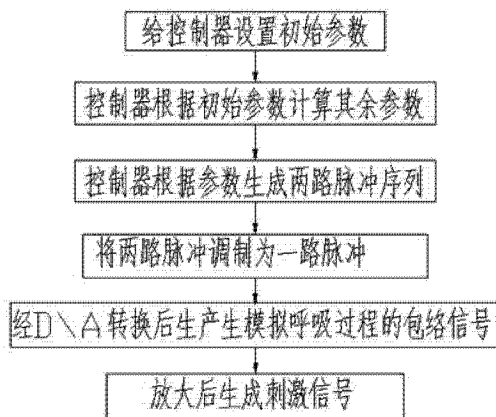 给控制器设置初始参数
控制器根据初始参数计算其余参数
控制器根据参数生成两路脉冲序列
将两路脉冲调制为一路脉冲
经D\A转换后生产生模拟呼吸过程的包络信号
放大后生成刺激信号